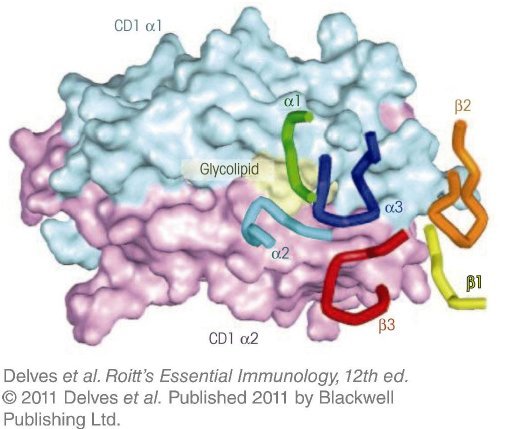 CD1 α1
α1
β2
Glycolipid
α3
α2
β1
β3
CD1 α2
Delves et al. Roitt's Essential Immunology, 12th ed.
© 2011 Delves et al. Published 2011 by Blackwell
Publishing Ltd.